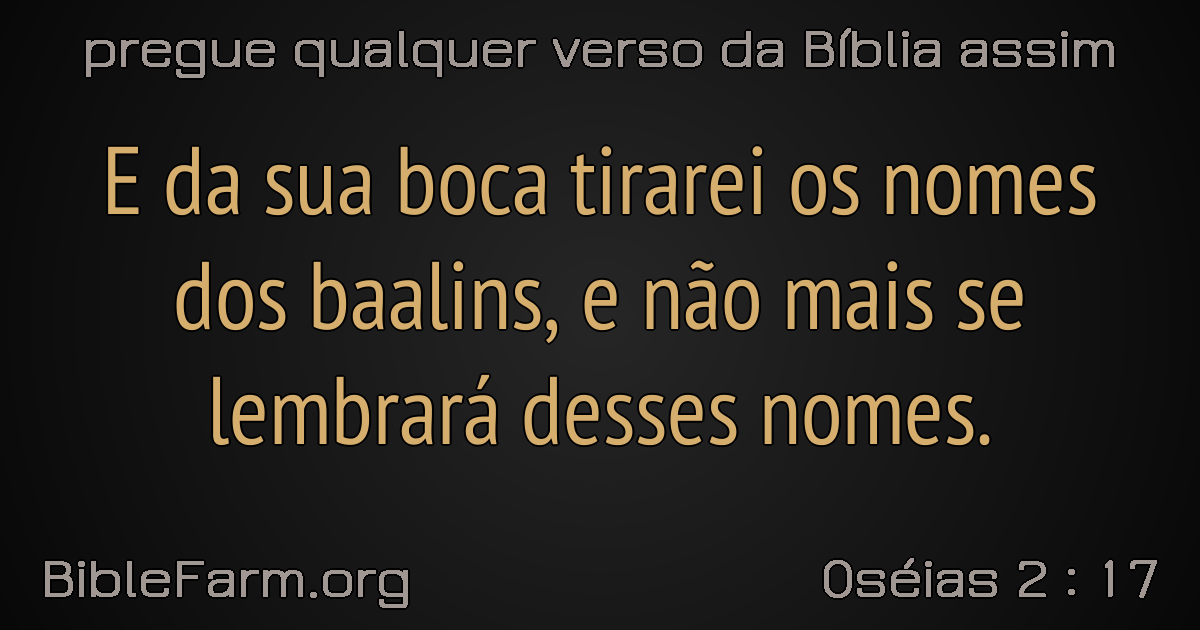 pregue qualquer verso da Bíblia assim
E da sua boca tirarei os nomes
dos baalins, e não mais se
lembrará desses nomes.
BibleFarm.org
Oséias 2 : 17